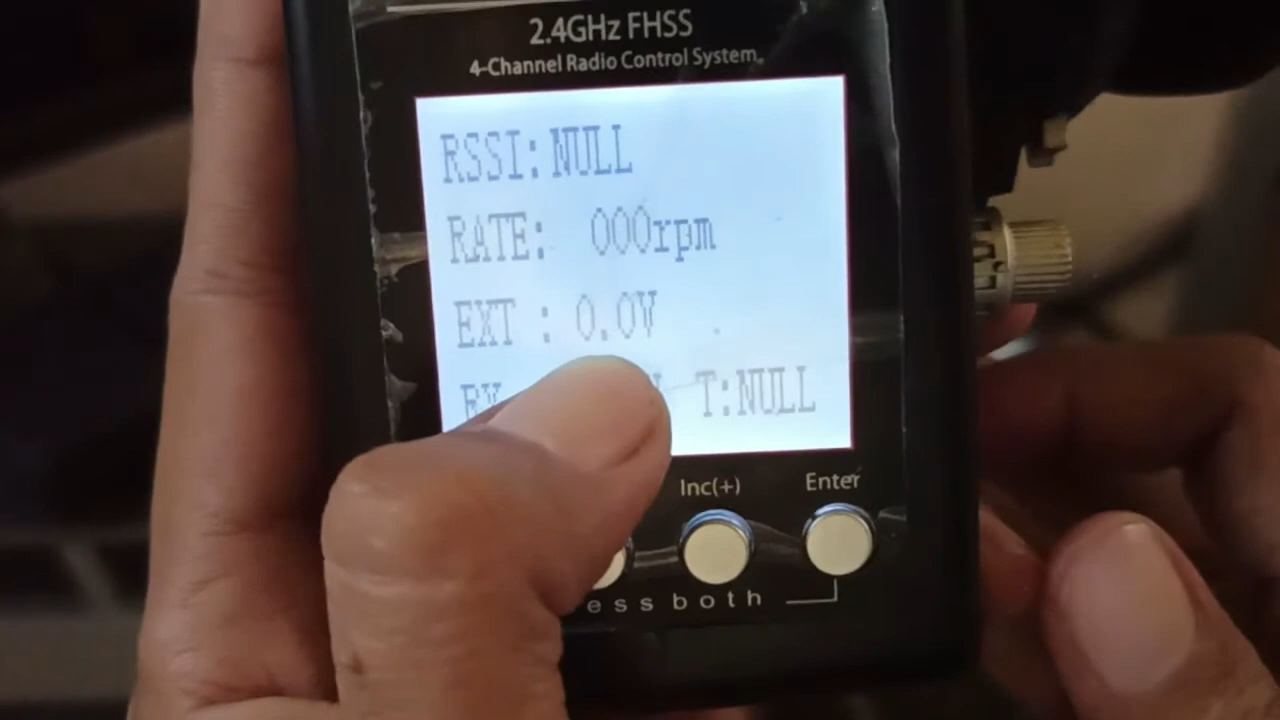 2.4GHz FHSS
4-Channel Radio Control System
RSSI:NULL
RATE: 000rpm
EXT : 0.0V
T:NULL
Inc(+) Enter
both